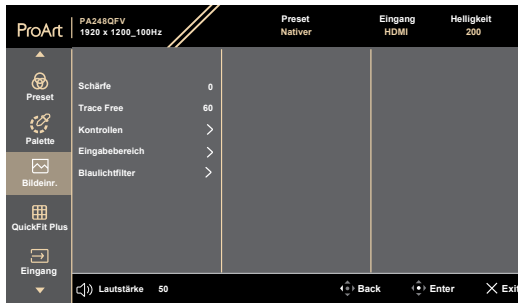 ProArt
PA248QFV
1920 x 1200_100Hz
Preset
Nativer
Eingang
HDMI
Helligkeit
200
Preset
Palette
Bildeinr.
QuickFit Plus
Eingang
Schärfe 0
Trace Free 60
Kontrollen
Eingabebereich
Blaulichtfilter
Lautstärke 50
Back
Enter
Exit